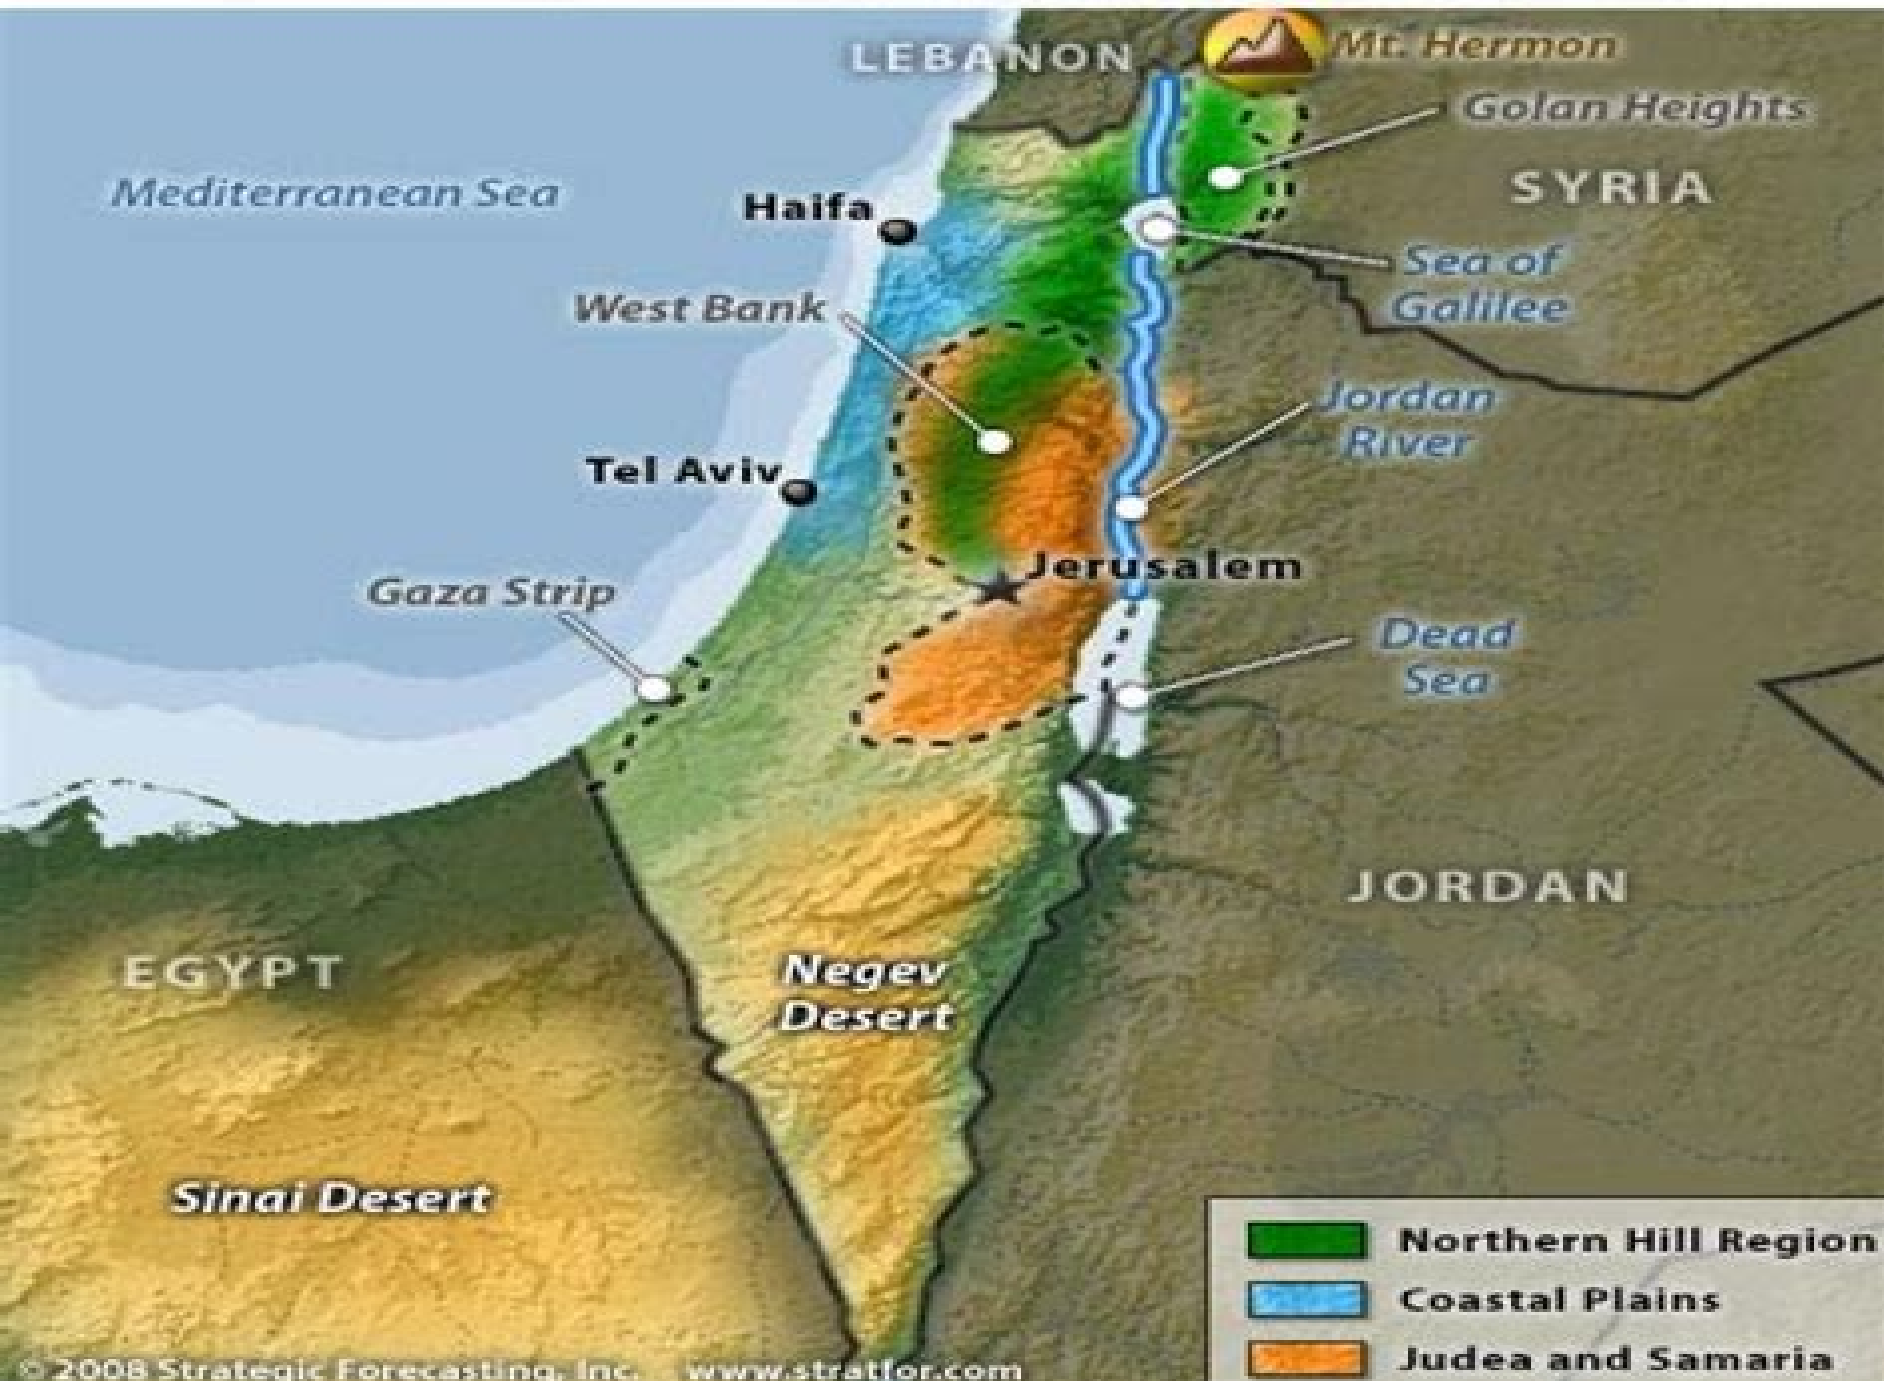 LEBANON
Mt. Hermon
Golan Heights
SYRIA
Mediterranean Sea
Haifa
Sea of
Galilee
West Bank
Jordan
River
Tel Aviv
Jerusalem
Gaza Strip
Dead
Sea
JORDAN
EGYPT
Negev
Desert
Sinai Desert
Northern Hill Region
Coastal Plains
Judea and Samaria
© 2008 Strategic Forecasting, Inc. www.stratfor.com